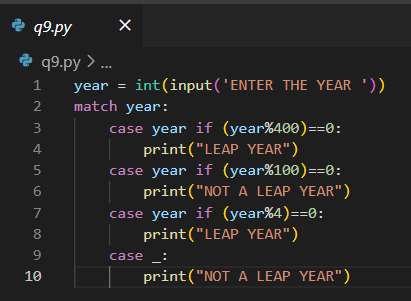 q9.py ×
q9.py > ...
1 year = int(input('ENTER THE YEAR '))
2 match year:
3     case year if (year%400)==0:
4         print("LEAP YEAR")
5     case year if (year%100)==0:
6         print("NOT A LEAP YEAR")
7     case year if (year%4)==0:
8         print("LEAP YEAR")
9     case _:
10         print("NOT A LEAP YEAR")